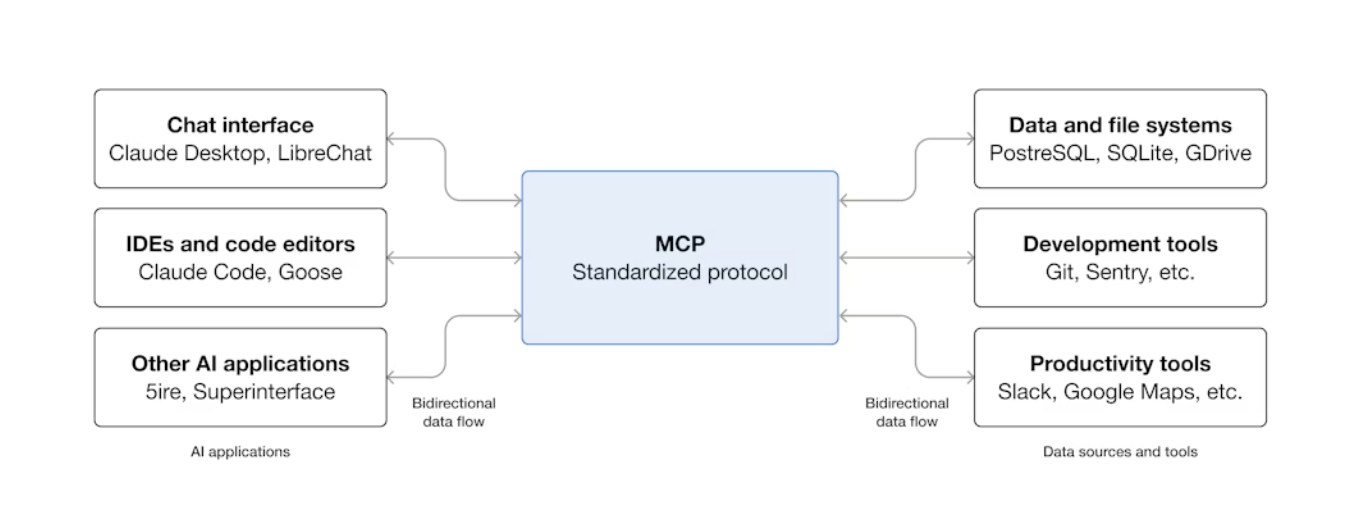 Chat interface
Claude Desktop, LibreChat
IDEs and code editors
Claude Code, Goose
Other AI applications
5ire, Superinterface
AI applications
Bidirectional
data flow
MCP
Standardized protocol
Bidirectional
data flow
Data and file systems
PostreSQL, SQLite, GDrive
Development tools
Git, Sentry, etc.
Productivity tools
Slack, Google Maps, etc.
Data sources and tools